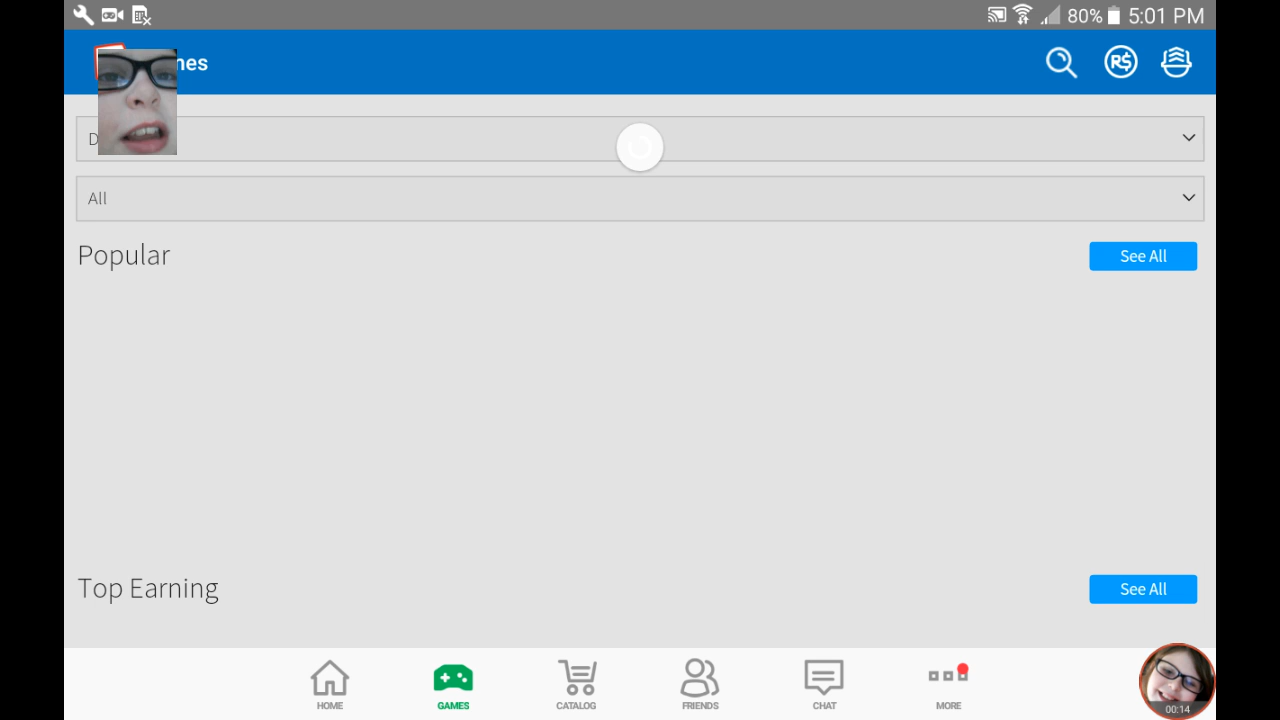 80% 5:01 PM
nes
R$
D
All
Popular
See All
Top Earning
See All
HOME
GAMES
CATALOG
FRIENDS
CHAT
MORE
00:14